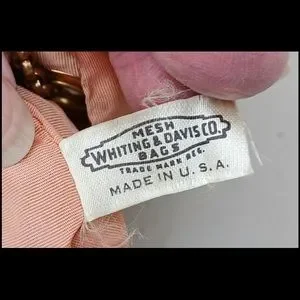 MESH
WHITING & DAVIS CO.
BAGS
TRADE MARK REG.
MADE IN U.S.A.